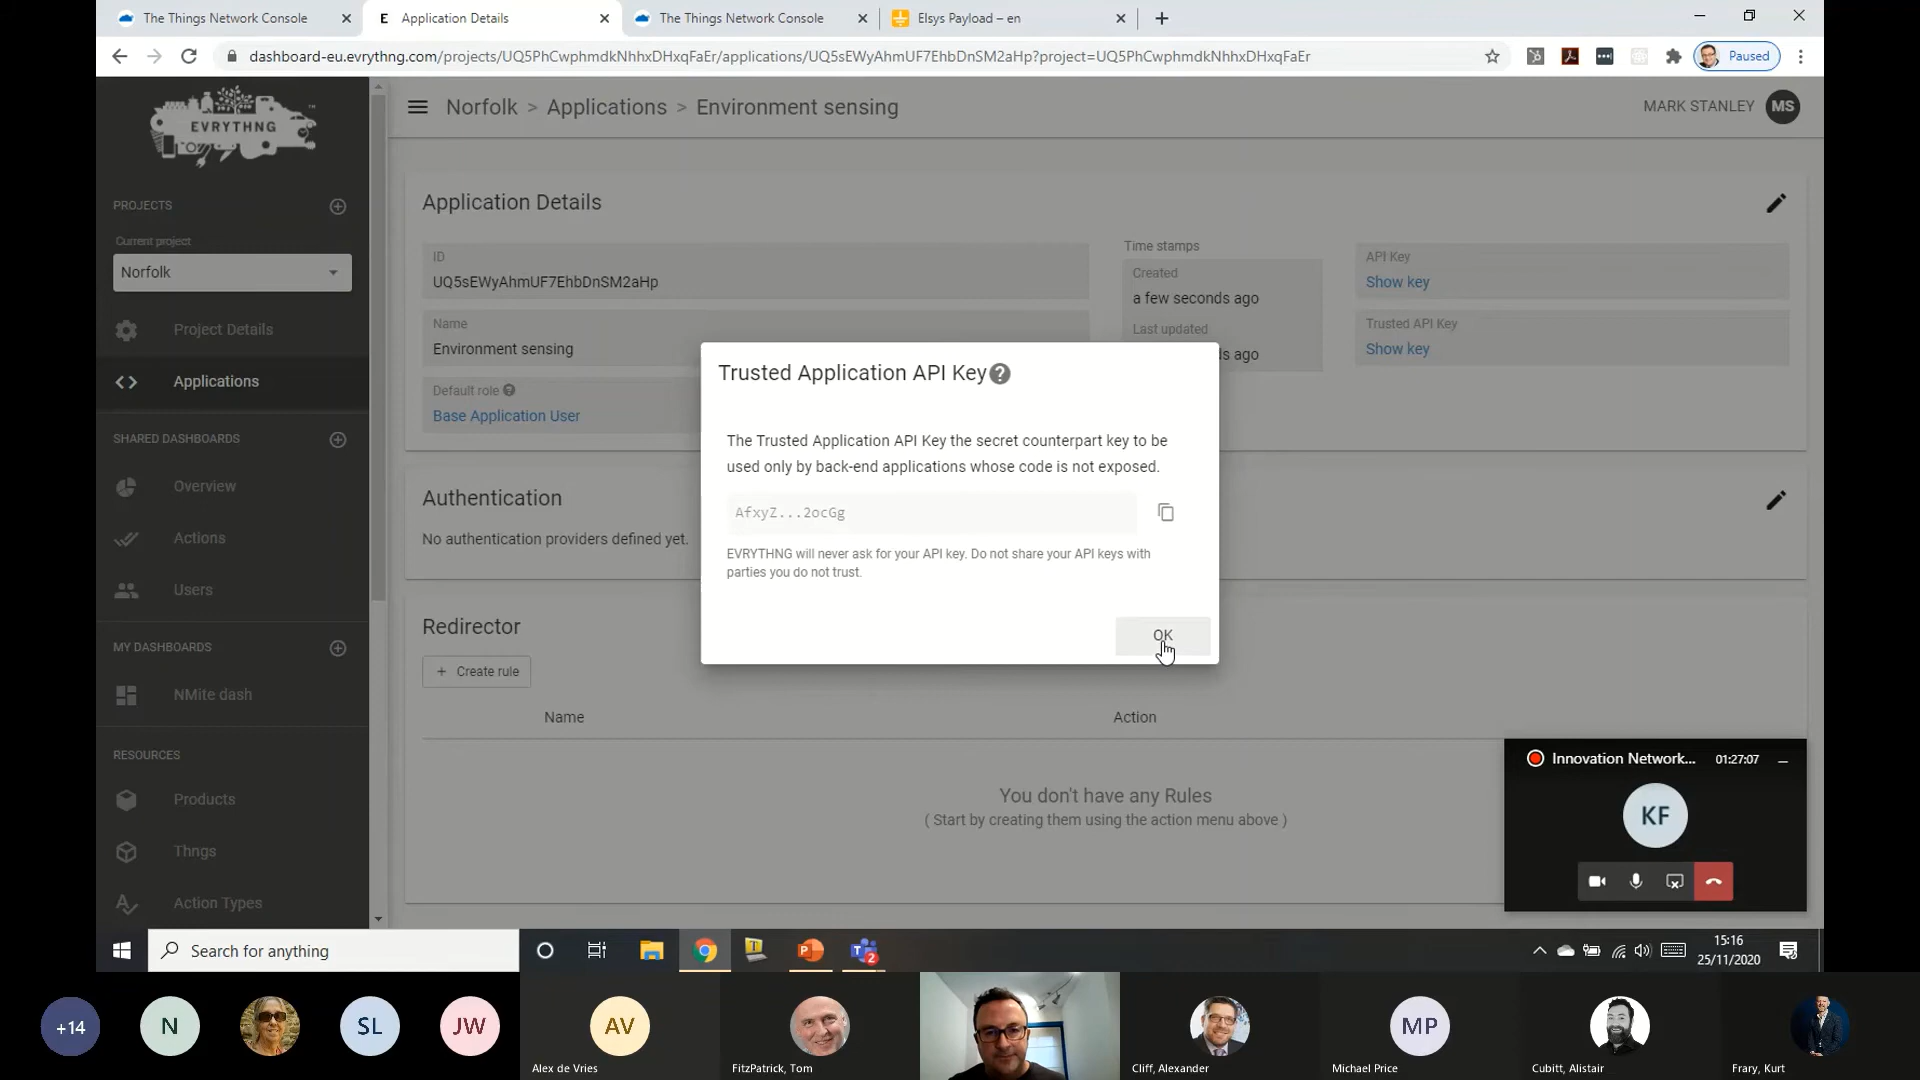 The Things Network Console
Application Details
The Things Network Console
Elsys Payload – en
dashboard-eu.evrythng.com/projects/UQ5PhCwphmdkNhhxDHxqFaEr/applications/UQ5sEWyAhmUF7EhbDnSM2aHp?project=UQ5PhCwphmdkNhhxDHxqFaEr
Paused
EVRYTHNG
Norfolk > Applications > Environment sensing
MARK STANLEY MS
PROJECTS
Current project
Norfolk
Project Details
Applications
SHARED DASHBOARDS
Overview
Actions
Users
MY DASHBOARDS
NMite dash
RESOURCES
Products
Thngs
Action Types
Application Details
ID
UQ5sEWyAhmUF7EhbDnSM2aHp
Name
Environment sensing
Default role
Base Application User
Time stamps
Created
a few seconds ago
Last updated
ds ago
API Key
Show key
Trusted API Key
Show key
Trusted Application API Key
The Trusted Application API Key the secret counterpart key to be
used only by back-end applications whose code is not exposed.
AfxyZ...2ocGg
EVRYTHNG will never ask for your API key. Do not share your API keys with
parties you do not trust.
OK
Authentication
No authentication providers defined yet.
Redirector
+ Create rule
Name Action
You don't have any Rules
( Start by creating them using the action menu above )
Innovation Network... 01:27:07
KF
Search for anything
2
15:16
25/11/2020
+14
N
SL
JW
AV
MP
Alex de Vries
FitzPatrick, Tom
Cliff, Alexander
Michael Price
Cubitt, Alistair
Frary, Kurt